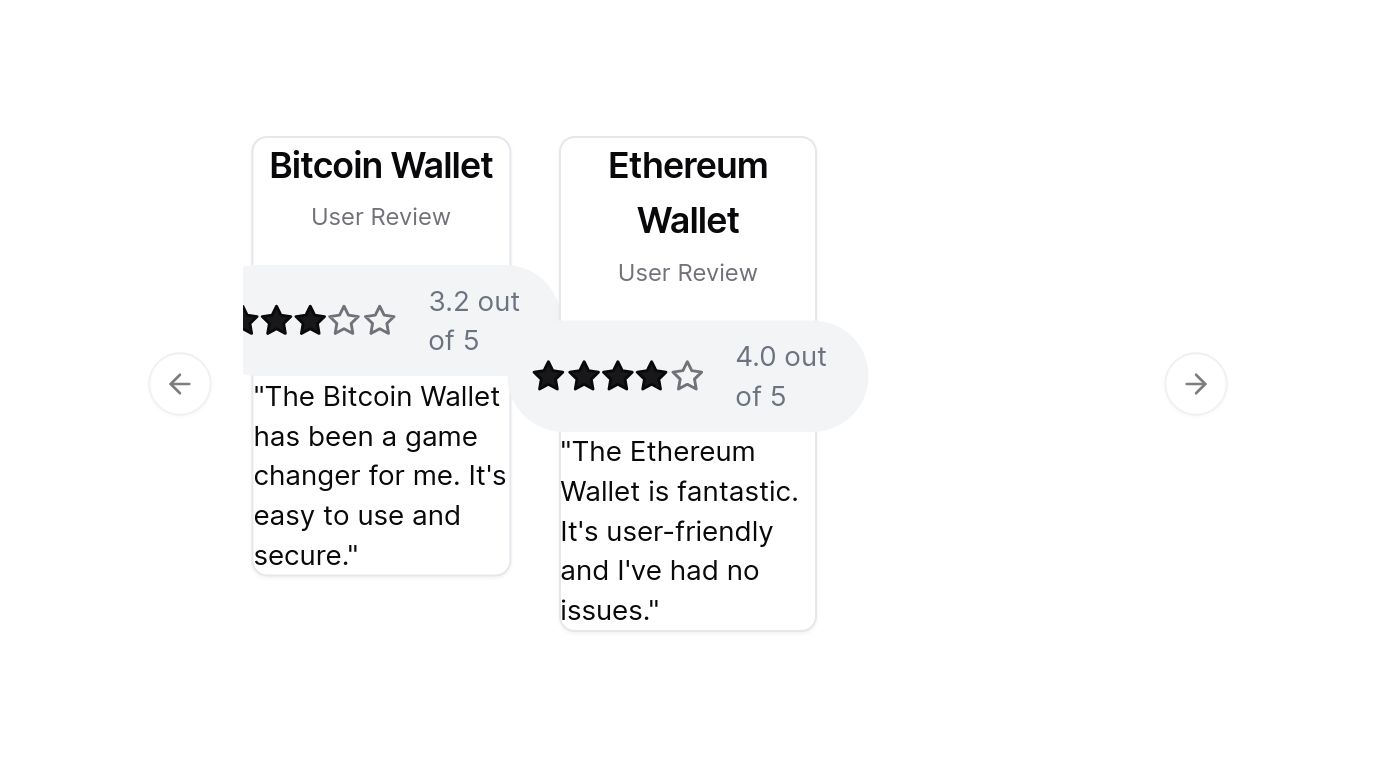 Bitcoin Wallet
User Review
3.2 out
of 5
"The Bitcoin Wallet
has been a game
changer for me. It's
easy to use and
secure."
Ethereum
Wallet
User Review
4.0 out
of 5
"The Ethereum
Wallet is fantastic.
It's user-friendly
and I've had no
issues."